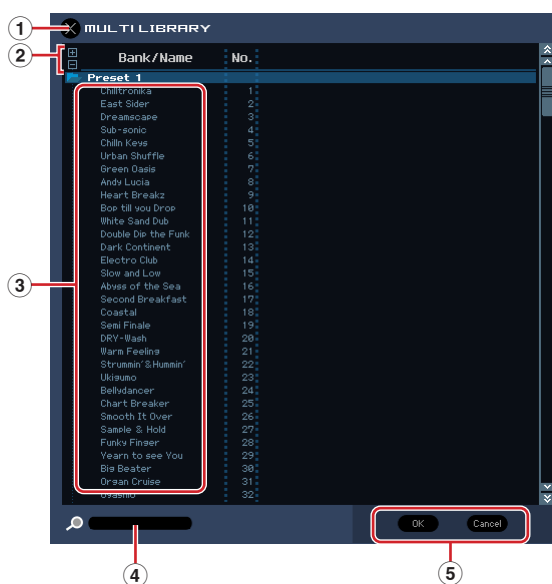 1 MULTI LIBRARY
2 Bank/Name No.
Preset 1
Chilltronika 1
East Sider 2
Dreamscape 3
Sub-sonic 4
Chilln Keys 5
Urban Shuffle 6
Green Oasis 7
Andy Lucia 8
Heart Breakz 9
Bop till you Drop 10
White Sand Dub 11
Double Dip the Funk 12
Dark Continent 13
Electro Club 14
3 Slow and Low 15
Abyss of the Sea 16
Second Breakfast 17
Coastal 18
Semi Finale 19
DRY-Wash 20
Warm Feeling 21
Strummin'&Hummin' 22
Ukigumo 23
Bellydancer 24
Chart Breaker 25
Smooth It Over 26
Sample & Hold 27
Funky Finger 28
Yearn to see You 29
Big Beater 30
Organ Cruise 31
32
OK Cancel
4 5